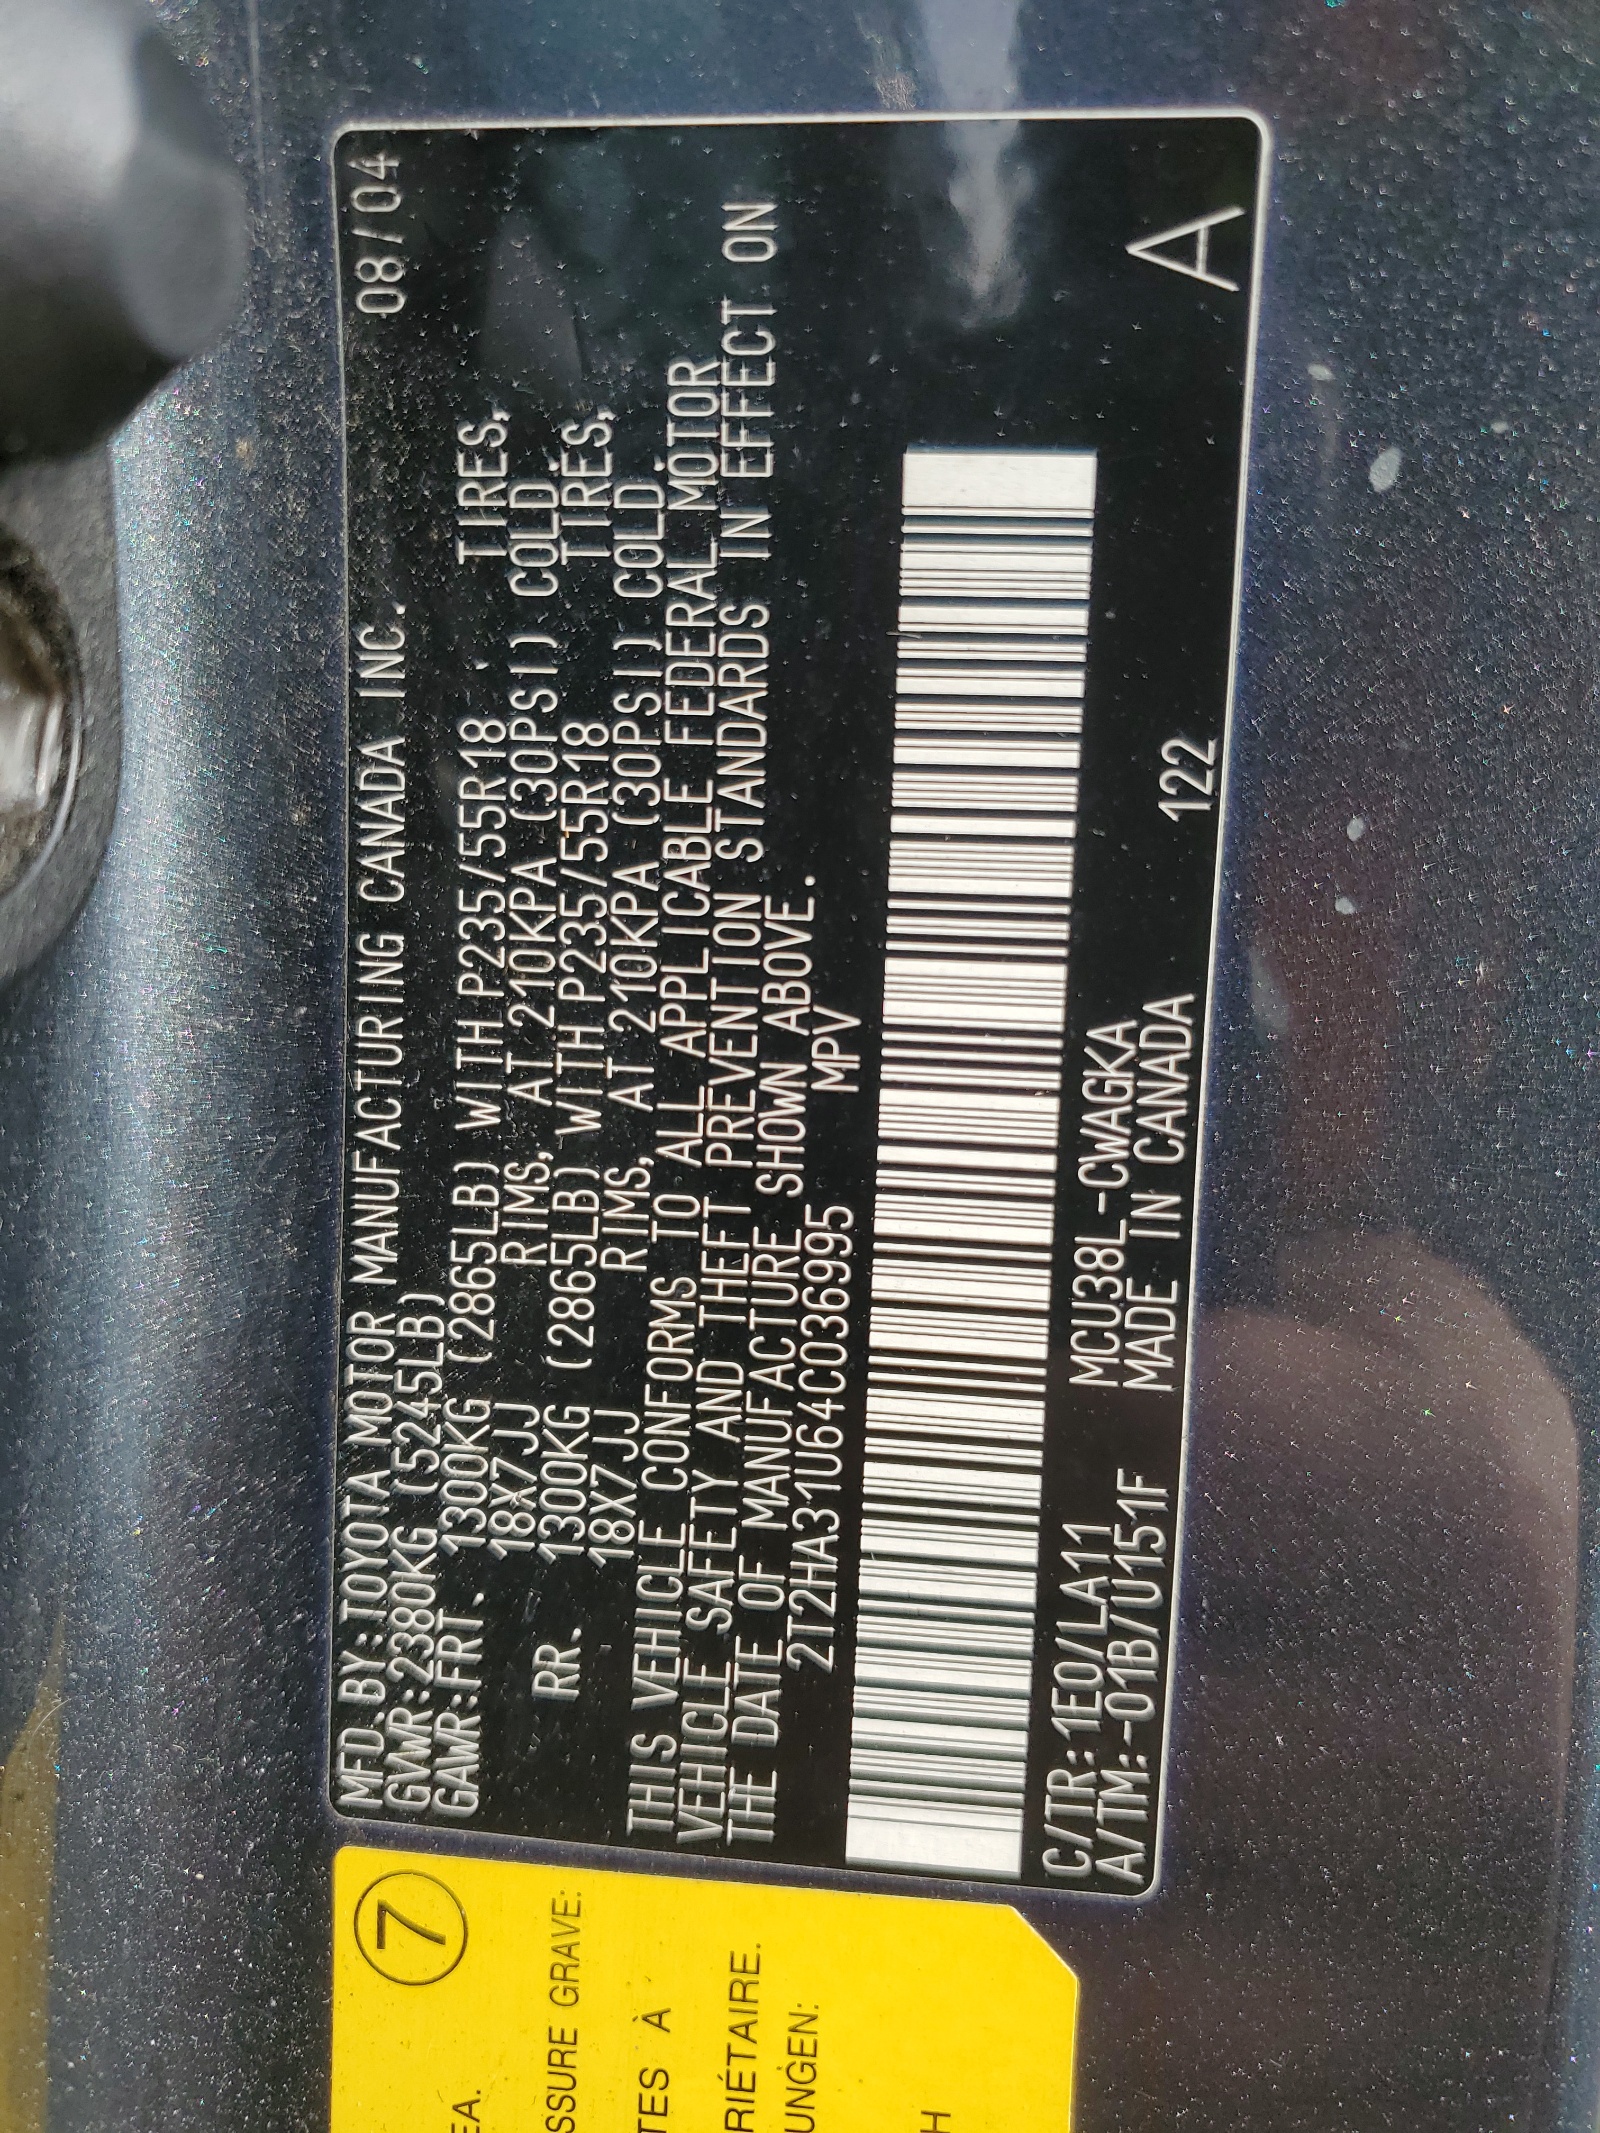 MFD.BY:TOYOTA MOTOR MANUFACTURING CANADA INC. 08/04
GVWR:2380KG (5245LB)
GAWR:FRT. 1300KG (2865LB) WITH P235/55R18 TIRES,
18X7JJ RIMS, AT 210KPA (30PSI) COLD.
RR. 1300KG (2865LB) WITH P235/55R18 TIRES,
18X7JJ RIMS, AT 210KPA (30PSI) COLD.
THIS VEHICLE CONFORMS TO ALL APPLICABLE FEDERAL MOTOR
VEHICLE SAFETY AND THEFT PREVENTION STANDARDS IN EFFECT ON
THE DATE OF MANUFACTURE SHOWN ABOVE.
2T2HA31U64C036995 MPV
C/TR:1E0/LA11 MCU38L-CWAGKA
A/TM:-01B/U151F MADE IN CANADA 122 A
7
EA.
SSURE GRAVE:
TES À
RIÉTAIRE.
UNGEN:
H